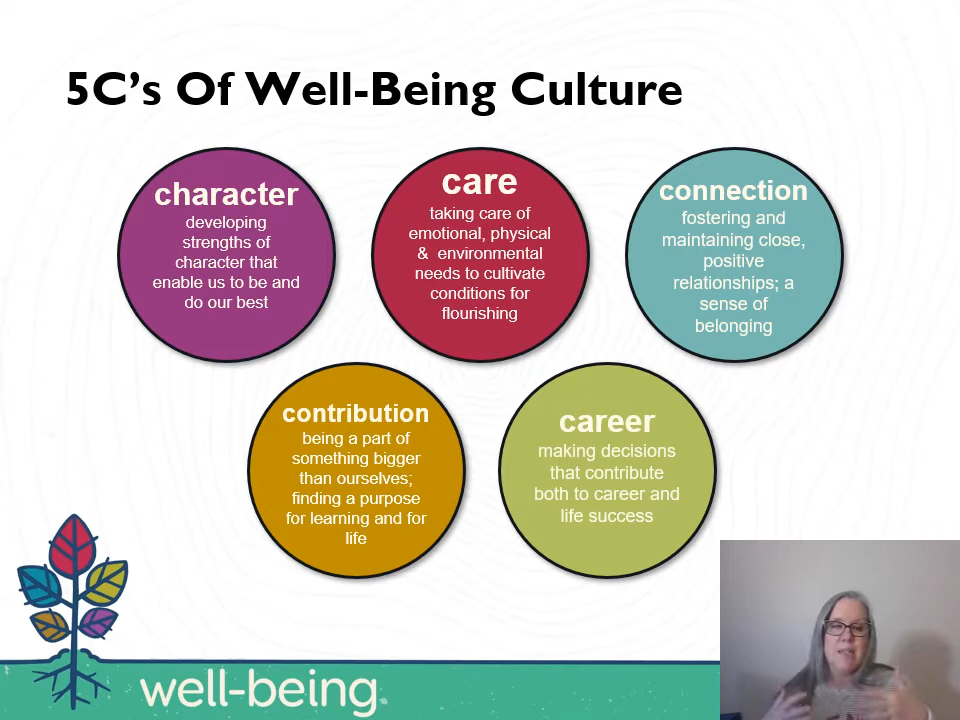 5C’s Of Well-Being Culture
character
developing
strengths of
character that
enable us to be and
do our best
care
taking care of
emotional, physical
& environmental
needs to cultivate
conditions for
flourishing
connection
fostering and
maintaining close,
positive
relationships; a
sense of
belonging
contribution
being a part of
something bigger
than ourselves;
finding a purpose
for learning and for
life
career
making decisions
that contribute
both to career and
life success
well-being